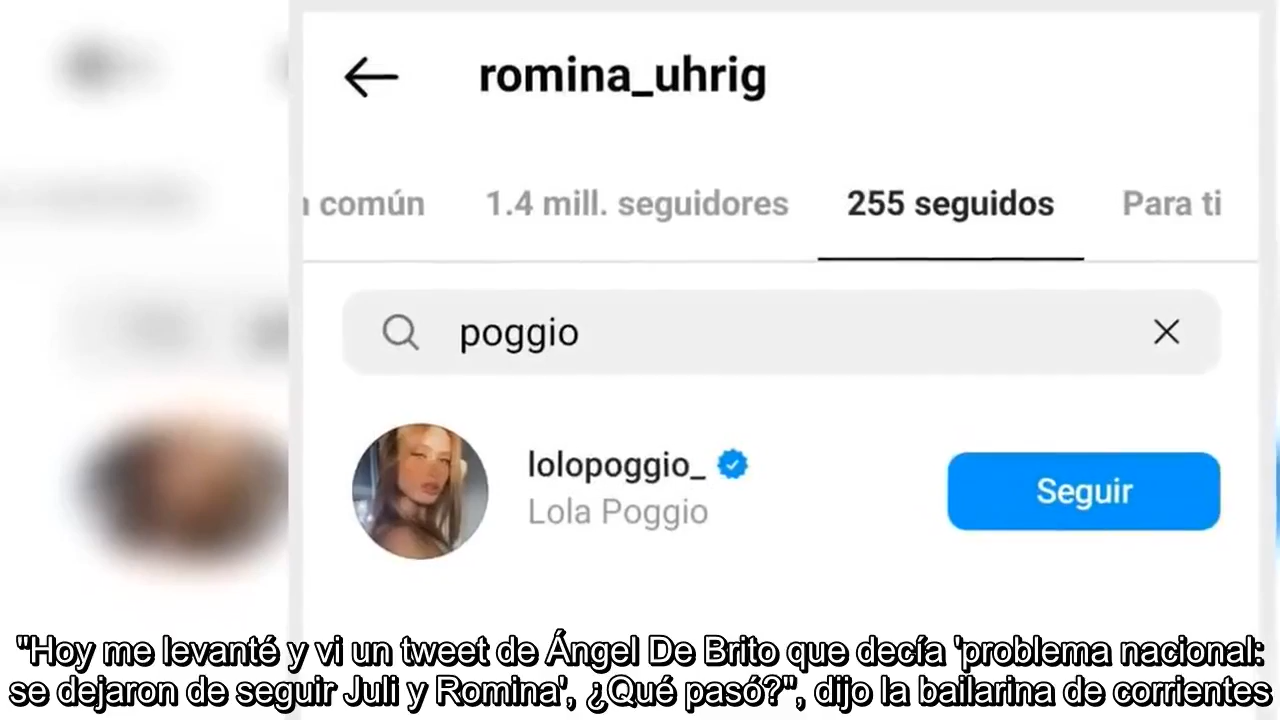 romina_uhrig
n común 1.4 mill. seguidores 255 seguidos Para ti
poggio
lolopoggio_
Lola Poggio
Seguir
"Hoy me levanté y vi un tweet de Ángel De Brito que decía 'problema nacional:
se dejaron de seguir Juli y Romina', ¿Qué pasó?", dijo la bailarina de corrientes